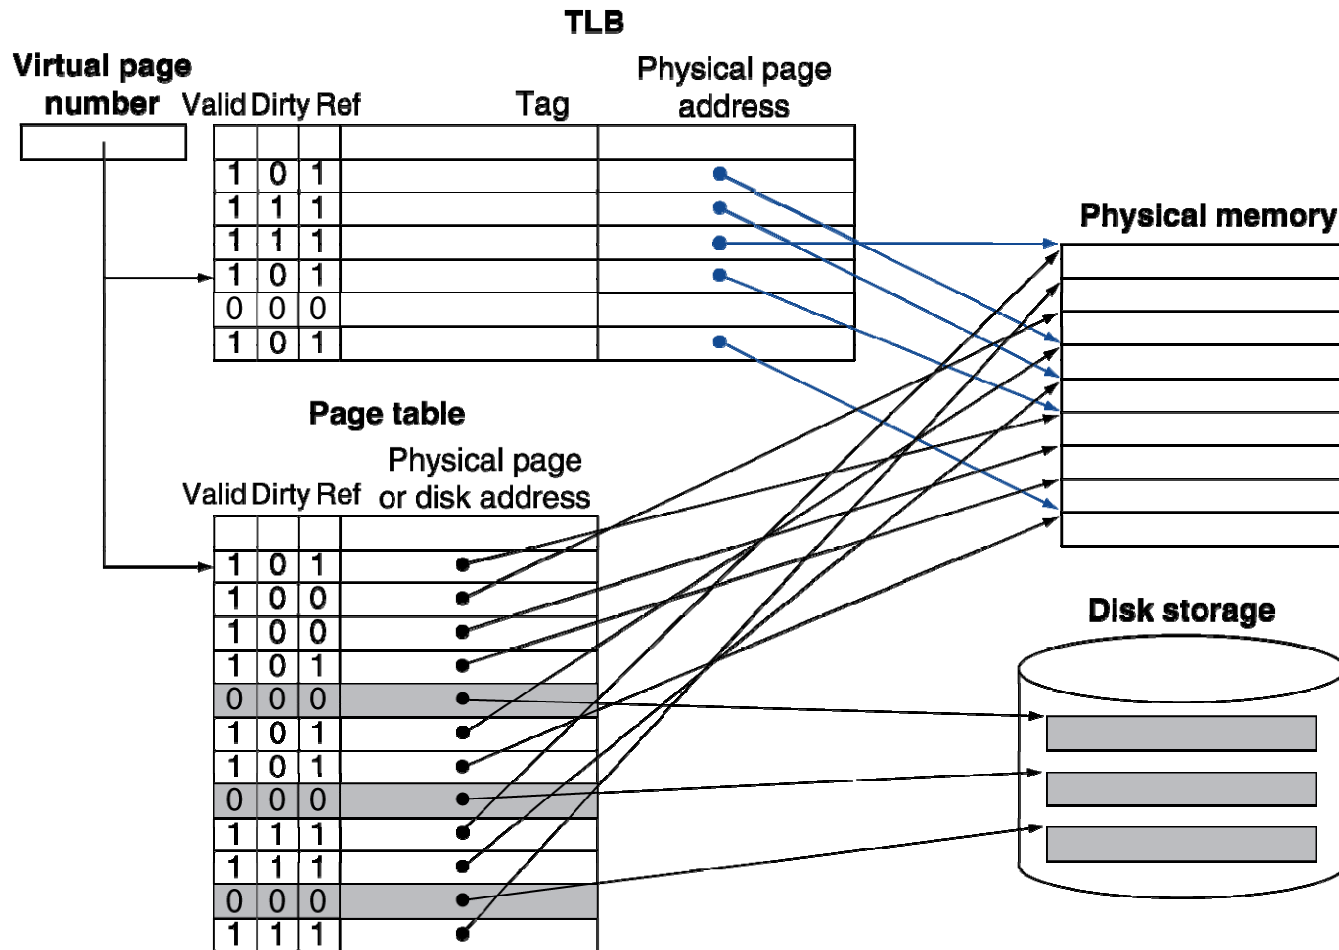 TLB
Virtual page
number
Valid Dirty Ref
Tag
Physical page
address
1 0 1
1 1 1
1 1 1
1 0 1
0 0 0
1 0 1
Physical memory
Page table
Physical page
or disk address
Valid Dirty Ref
1 0 1
1 0 0
1 0 0
1 0 1
0 0 0
1 0 1
1 0 1
0 0 0
1 1 1
1 1 1
0 0 0
1 1 1
Disk storage